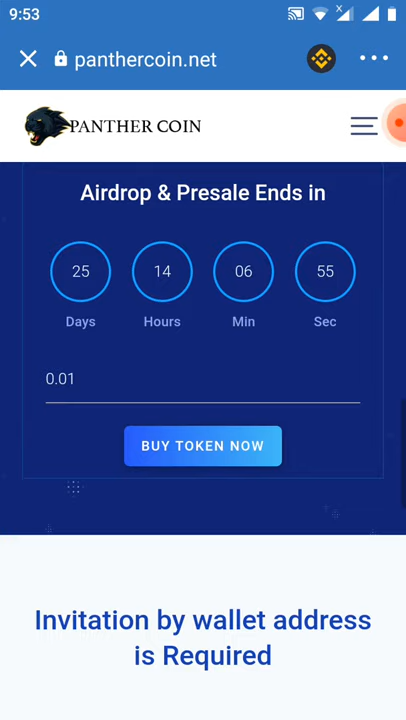 9:53
panthercoin.net
PANTHER COIN
Airdrop & Presale Ends in
25 14 06 55
Days Hours Min Sec
0.01
BUY TOKEN NOW
Invitation by wallet address
is Required